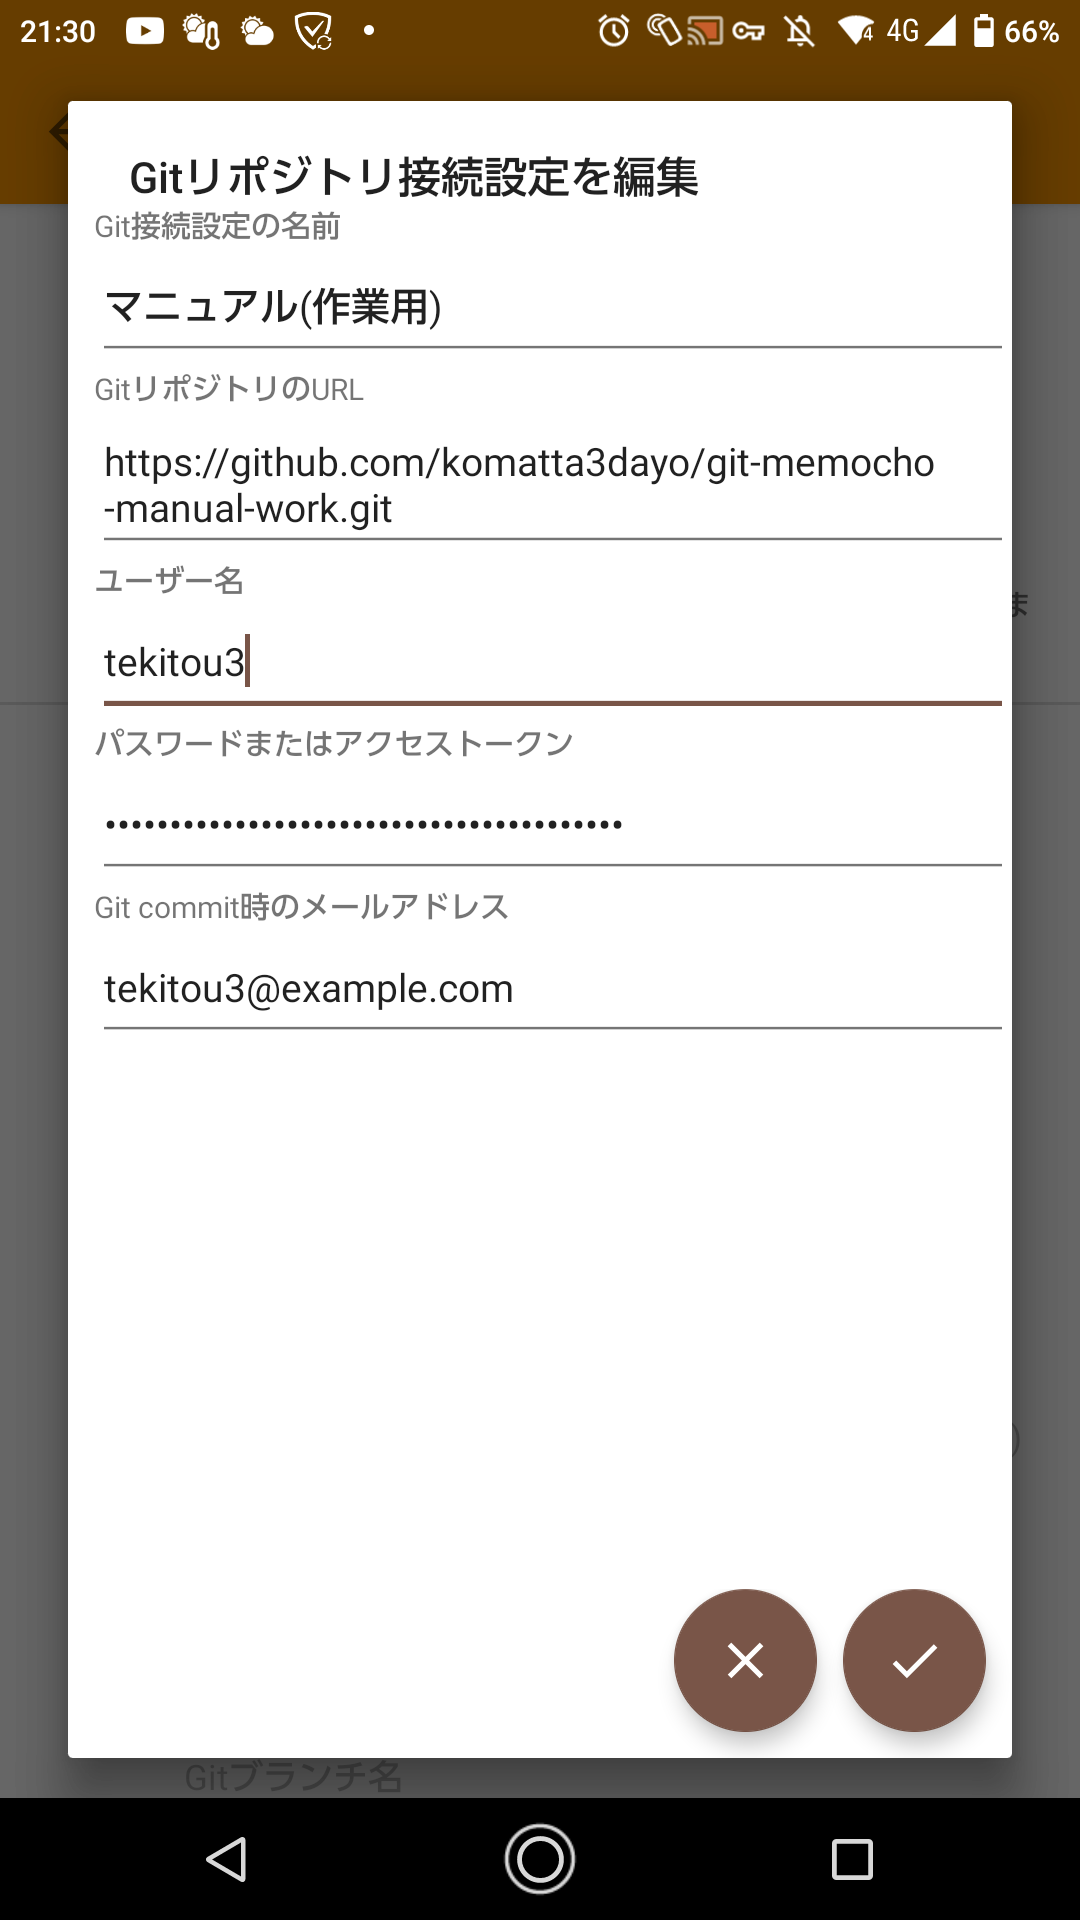 21:30
4
4G
66%
Gitリポジトリ接続設定を編集
Git接続設定の名前
マニュアル(作業用)
GitリポジトリのURL
https://github.com/komatta3dayo/git-memocho
-manual-work.git
ユーザー名
ま
tekitou3
パスワードまたはアクセストークン
••••••••••••••••••••••••••••••••••••••••
Git commit時のメールアドレス
tekitou3@example.com
Gitブランチ名